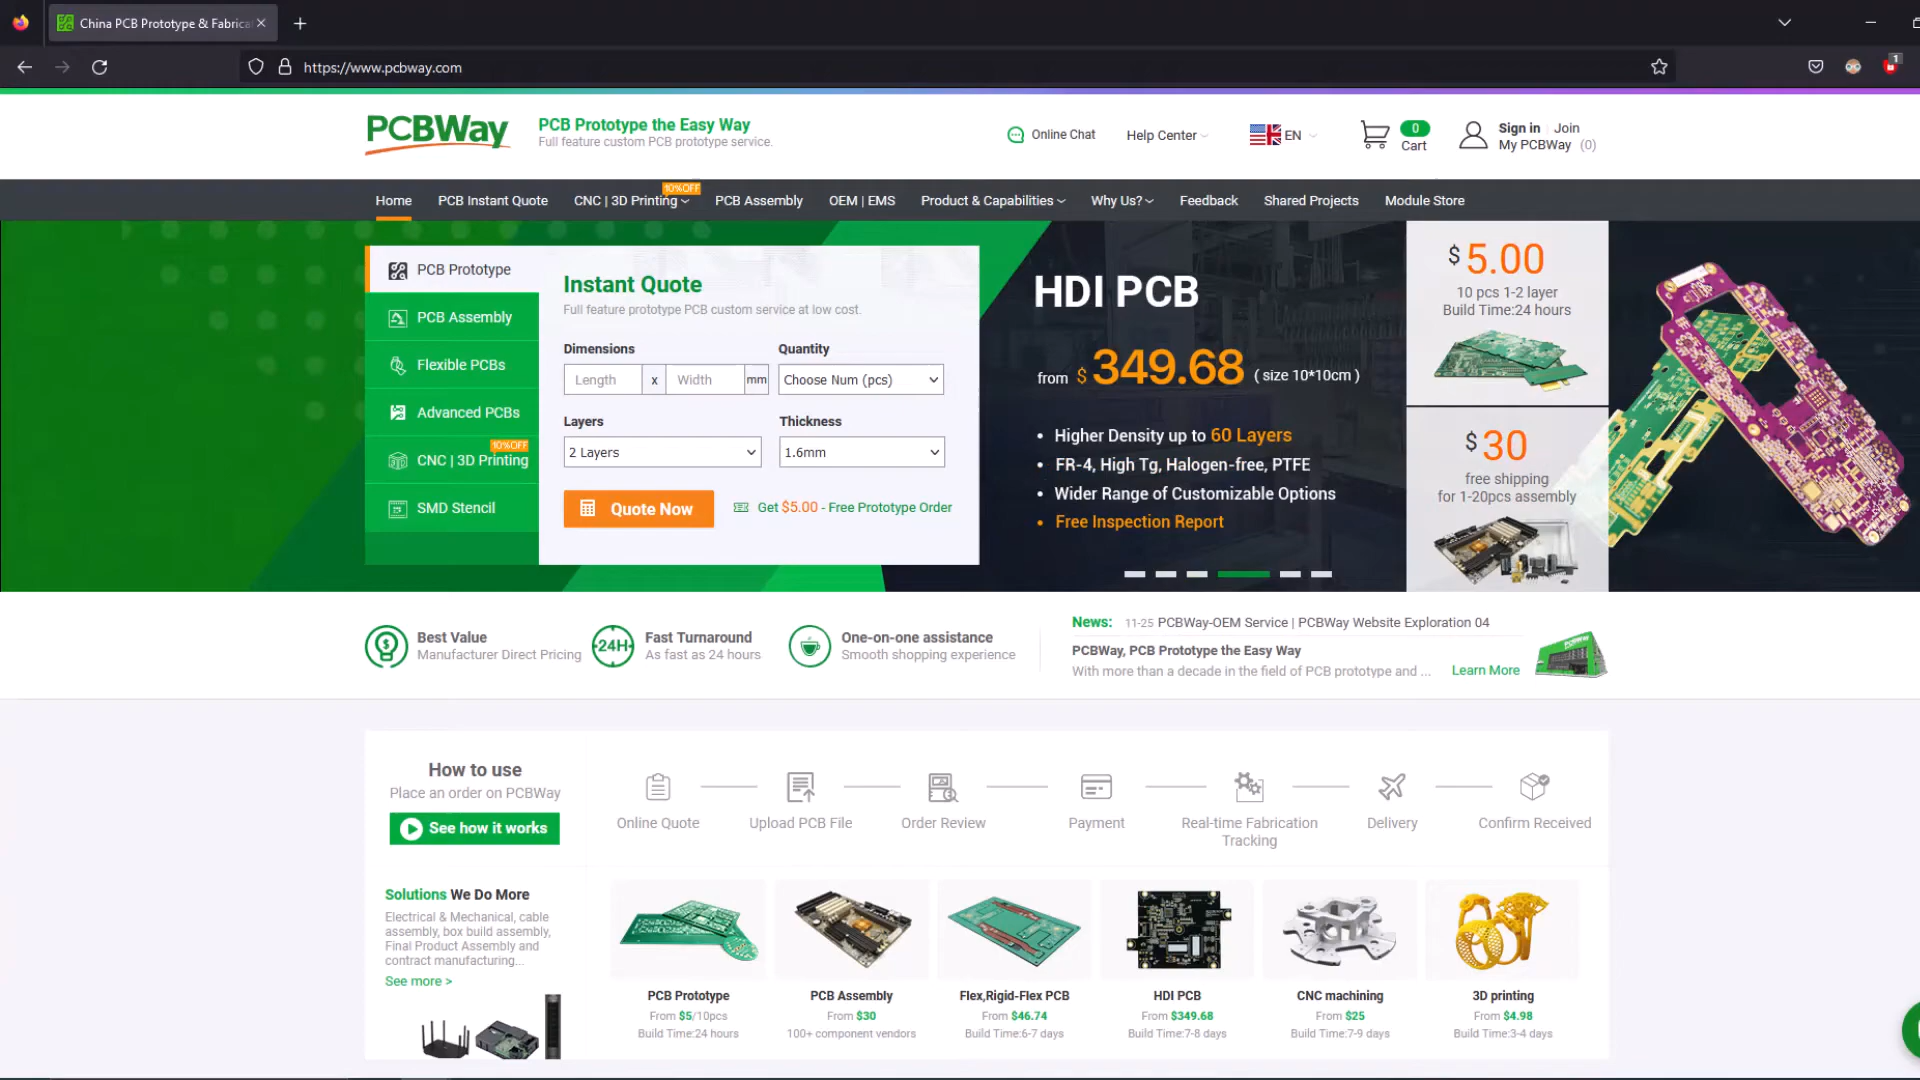 China PCB Prototype & Fabrica
https://www.pcbway.com
1
PCBWay
PCB Prototype the Easy Way
Full feature custom PCB prototype service.
Online Chat
Help Center
EN
0
Cart
Sign in
Join
My PCBWay (0)
Home
PCB Instant Quote
10%OFF
CNC | 3D Printing
PCB Assembly
OEM | EMS
Product & Capabilities
Why Us?
Feedback
Shared Projects
Module Store
PCB Prototype
PCB Assembly
Flexible PCBs
Advanced PCBs
10%OFF
CNC | 3D Printing
SMD Stencil
Instant Quote
Full feature prototype PCB custom service at low cost.
Dimensions
Quantity
Length x Width mm
Choose Num (pcs)
Layers
Thickness
2 Layers
1.6mm
Quote Now
Get $5.00 - Free Prototype Order
HDI PCB
from $ 349.68 ( size 10*10cm )
• Higher Density up to 60 Layers
• FR-4, High Tg, Halogen-free, PTFE
• Wider Range of Customizable Options
• Free Inspection Report
$ 5.00
10 pcs 1-2 layer
Build Time:24 hours
$ 30
free shipping
for 1-20pcs assembly
Best Value
Manufacturer Direct Pricing
24H
Fast Turnaround
As fast as 24 hours
One-on-one assistance
Smooth shopping experience
News: 11-25 PCBWay-OEM Service | PCBWay Website Exploration 04
PCBWay, PCB Prototype the Easy Way
With more than a decade in the field of PCB prototype and ...
Learn More
How to use
Place an order on PCBWay
See how it works
Online Quote
Upload PCB File
Order Review
Payment
Real-time Fabrication
Tracking
Delivery
Confirm Received
Solutions We Do More
Electrical & Mechanical, cable
assembly, box build assembly,
Final Product Assembly and
contract manufacturing...
See more >
PCB Prototype
From $5/10pcs
Build Time:24 hours
PCB Assembly
From $30
100+ component vendors
Flex,Rigid-Flex PCB
From $46.74
Build Time:6-7 days
HDI PCB
From $349.68
Build Time:7-8 days
CNC machining
From $25
Build Time:7-9 days
3D printing
From $4.98
Build Time:3-4 days